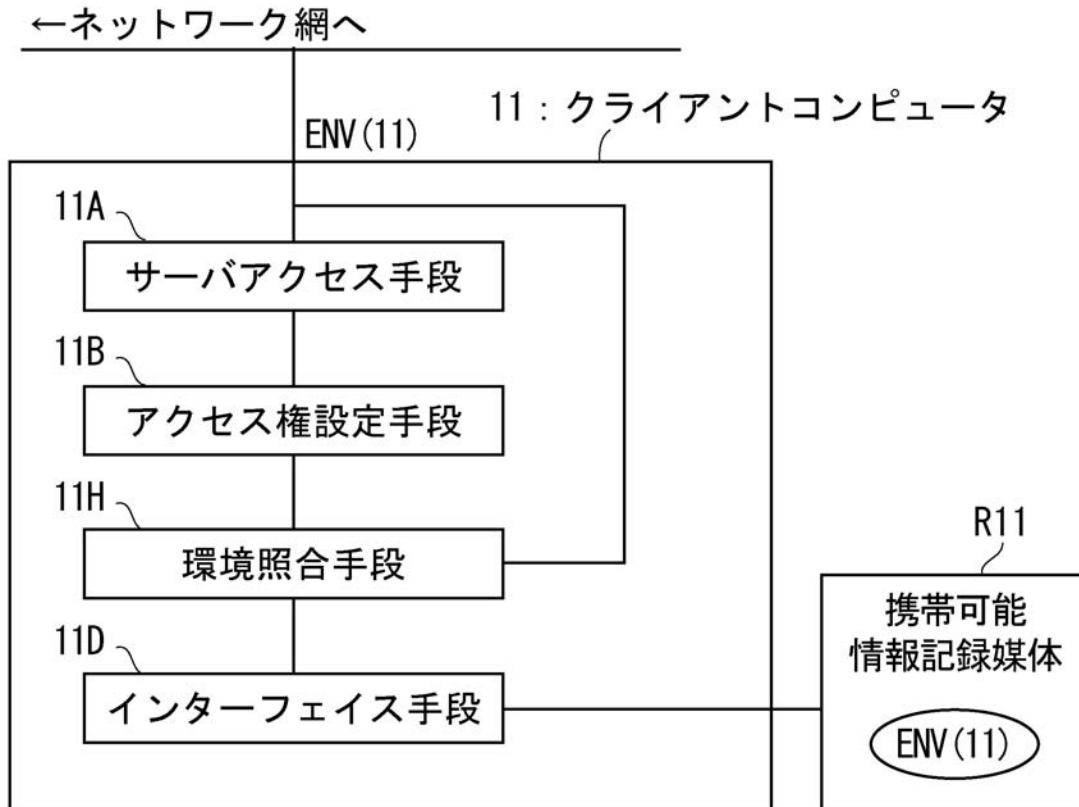 ←ネットワーク網へ
11:クライアントコンピュータ
ENV(11)
11A
サーバアクセス手段
11B
アクセス権設定手段
11H
環境照合手段
R11
携帯可能
情報記録媒体
11D
インターフェイス手段
ENV(11)